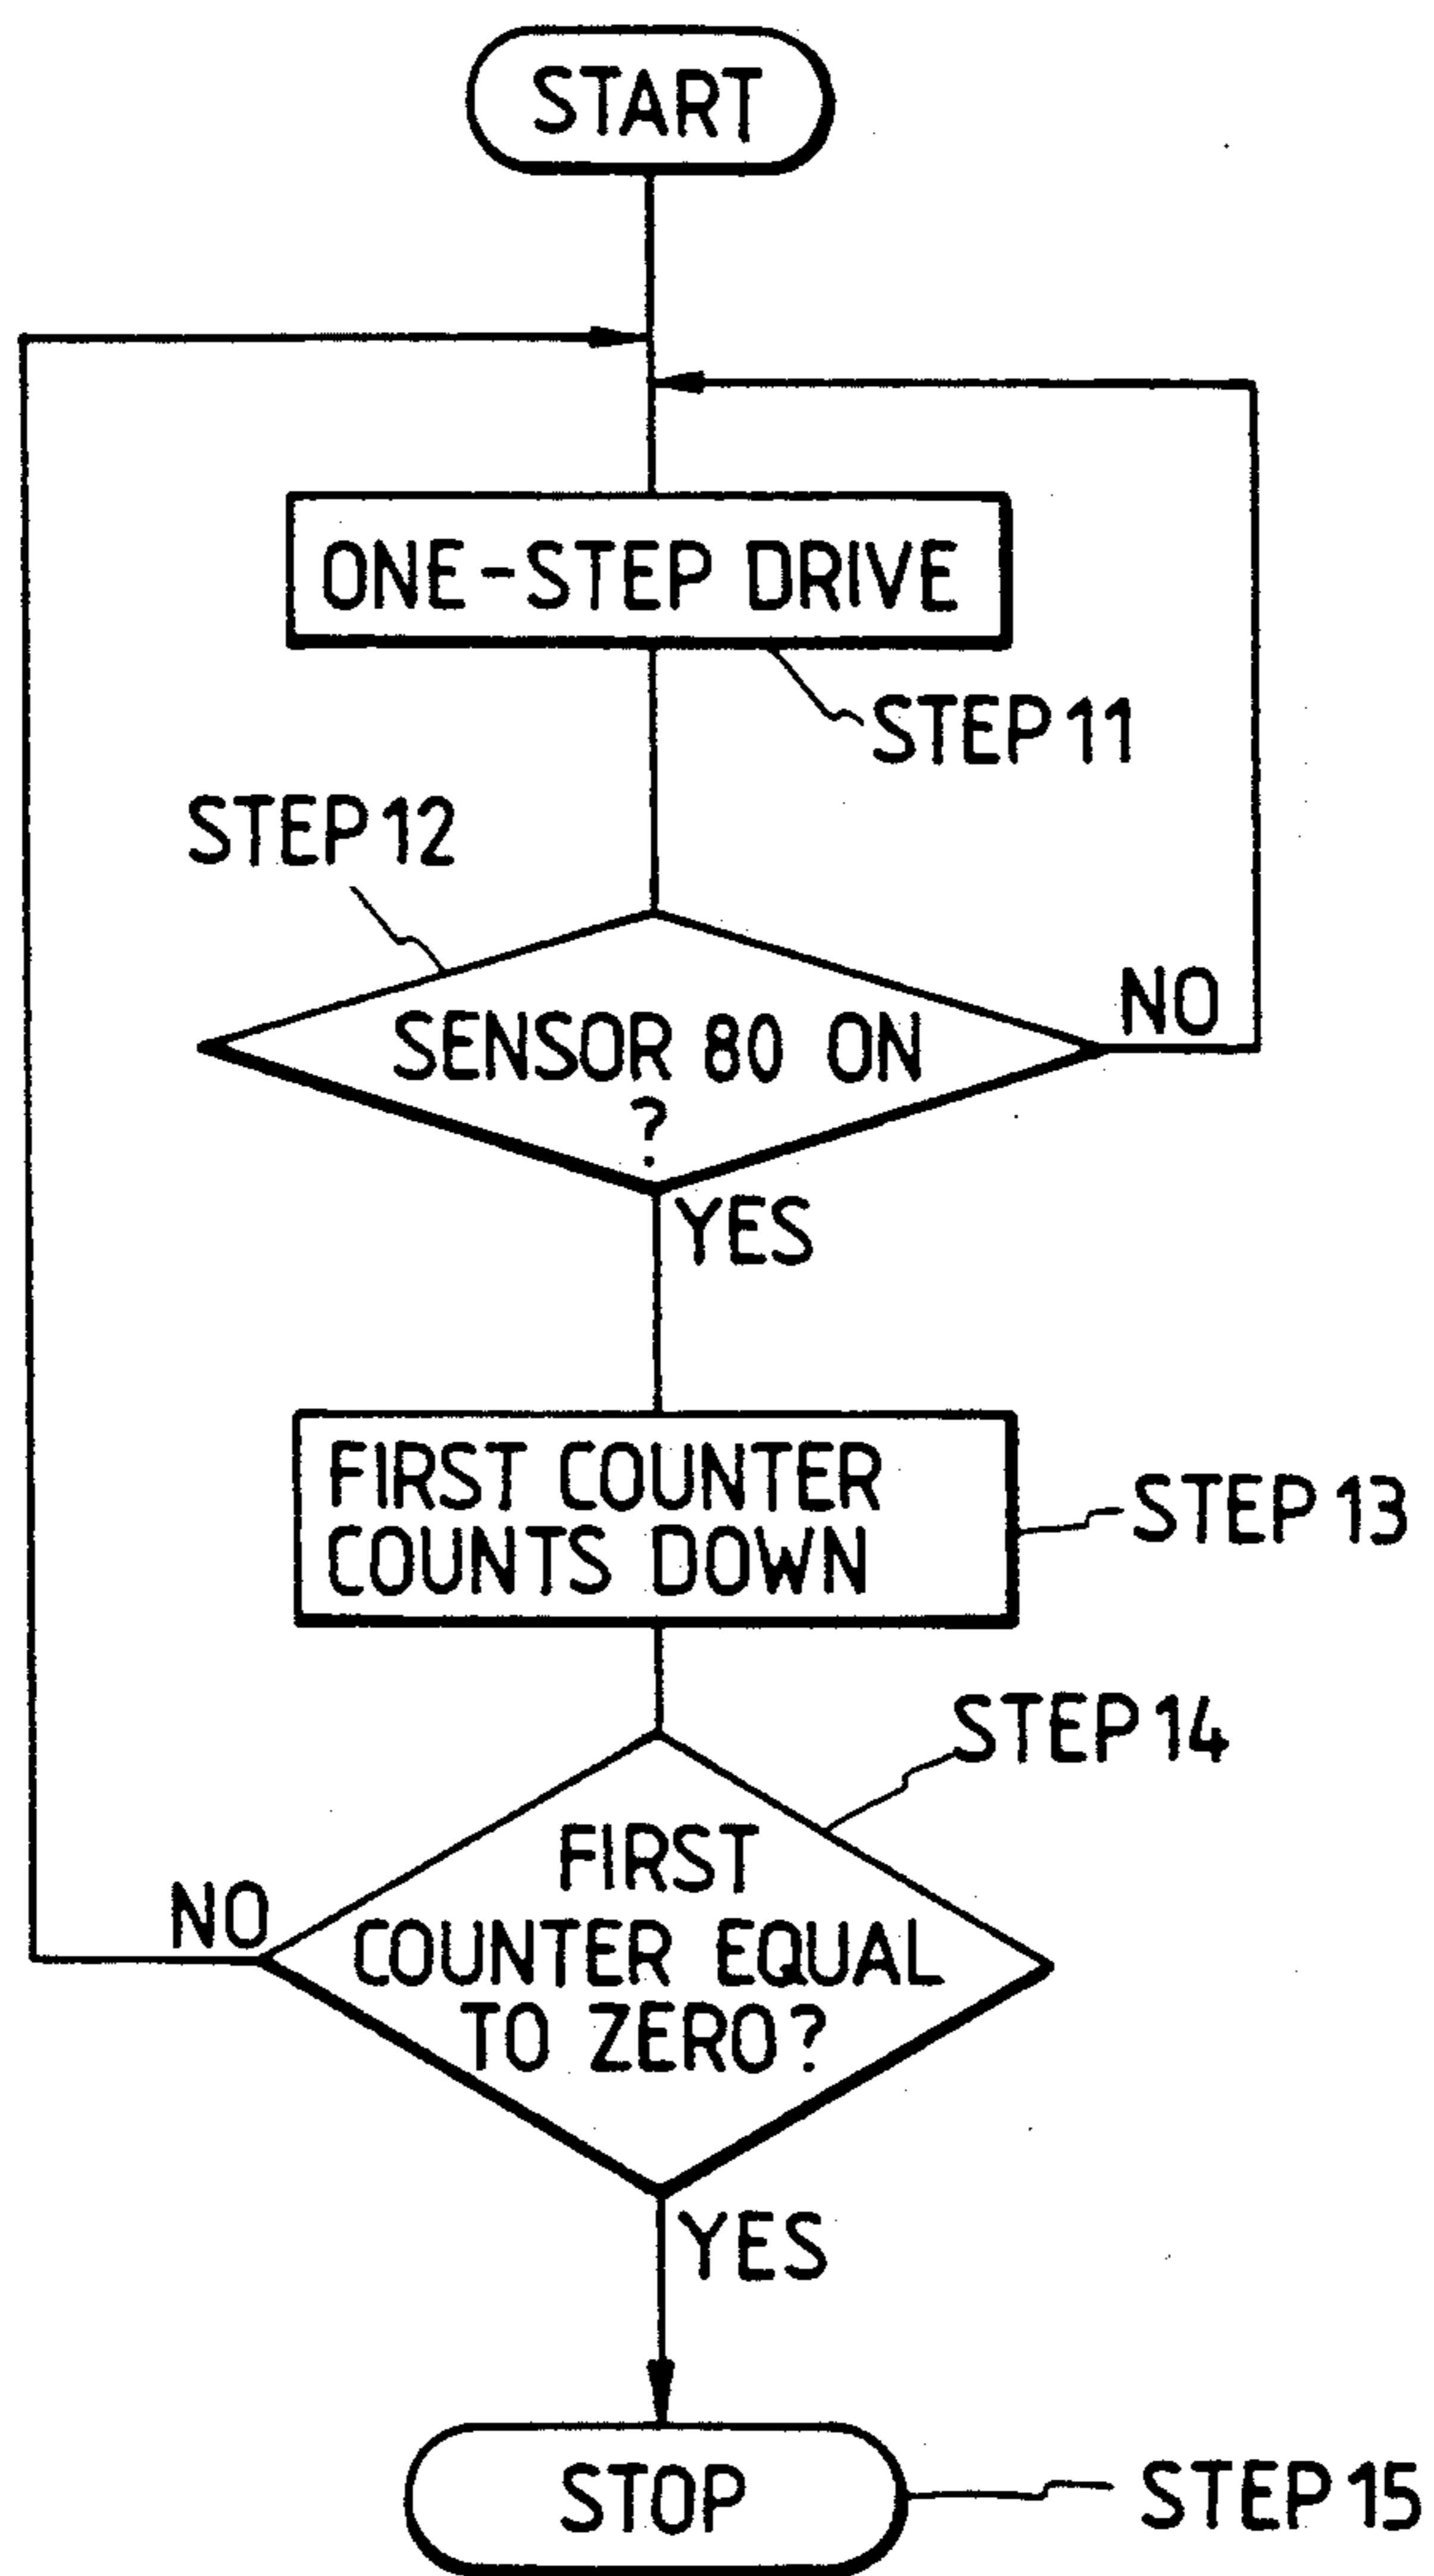 START
ONE-STEP DRIVE
STEP 11
STEP 12
SENSOR 80 ON
?
NO
YES
FIRST COUNTER
COUNTS DOWN
STEP 13
STEP 14
FIRST
COUNTER EQUAL
TO ZERO?
NO
YES
STOP
STEP 15